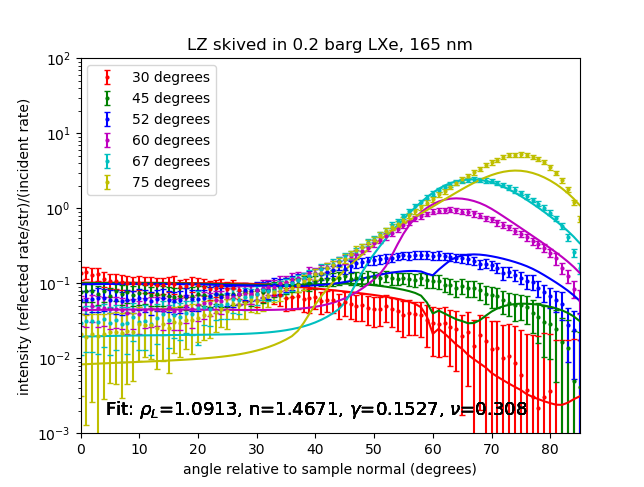 LZ skived in 0.2 barg LXe, 165 nm
intensity (reflected rate/str)/(incident rate)
10²
10¹
10⁰
10⁻¹
10⁻²
10⁻³
30 degrees
45 degrees
52 degrees
60 degrees
67 degrees
75 degrees
Fit: ρ_L=1.0913, n=1.4671, γ=0.1527, ν=0.308
0 10 20 30 40 50 60 70 80
angle relative to sample normal (degrees)